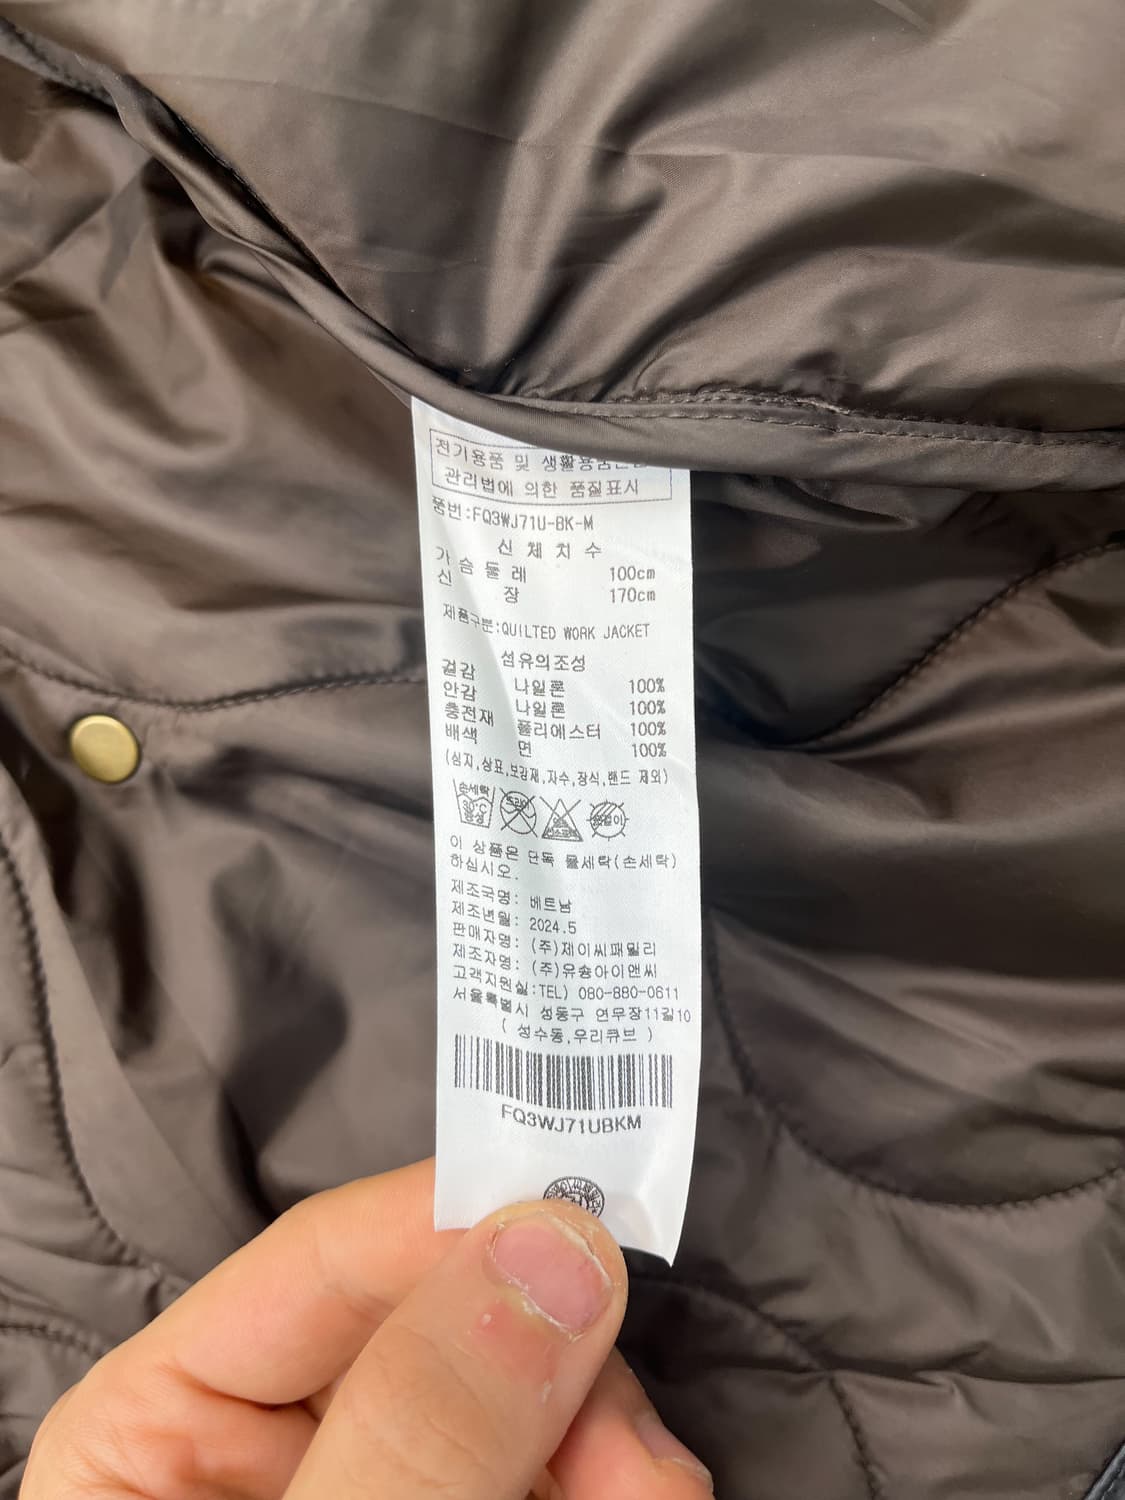 전기용품 및 생활용품안전
관리법에 의한 품질표시
품번:FQ3WJ71U-BK-M
신 체 치 수
가 슴 둘 레 100cm
신 장 170cm
제품구분:QUILTED WORK JACKET
섬유의조성
겉감 나일론 100%
안감 나일론 100%
충전재 폴리에스터 100%
배색 면 100%
(심지,상표,보강재,자수,장식,밴드 제외)
손세탁
중성
드라이
이 상품은 단독 물세탁(손세탁)
하십시오.
제조국명: 베트남
제조년월: 2024.5
판매자명: (주)제이씨패밀리
제조자명: (주)유숑아이앤씨
고객지원실:TEL) 080-880-0611
서울특별시 성동구 연무장11길10
( 성수동,우리큐브 )
FQ3WJ71UBKM